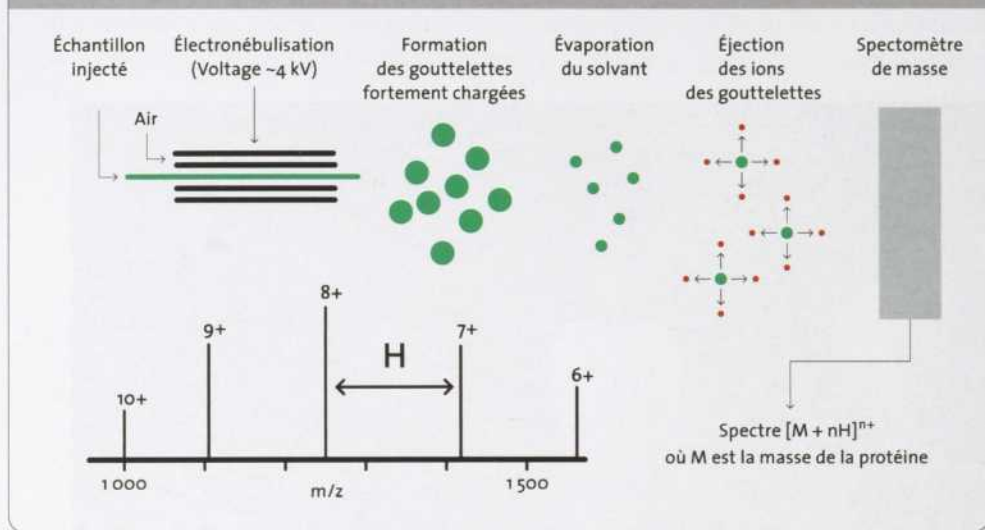 Échantillon
injecté
Électronébulisation
(Voltage ~4 kV)
Formation
des gouttelettes
fortement chargées
Évaporation
du solvant
Éjection
des ions
des gouttelettes
Spectomètre
de masse
Air
10+
9+
8+
H
7+
6+
1 000
m/z
1 500
Spectre [M + nH]ⁿ⁺
où M est la masse de la protéine